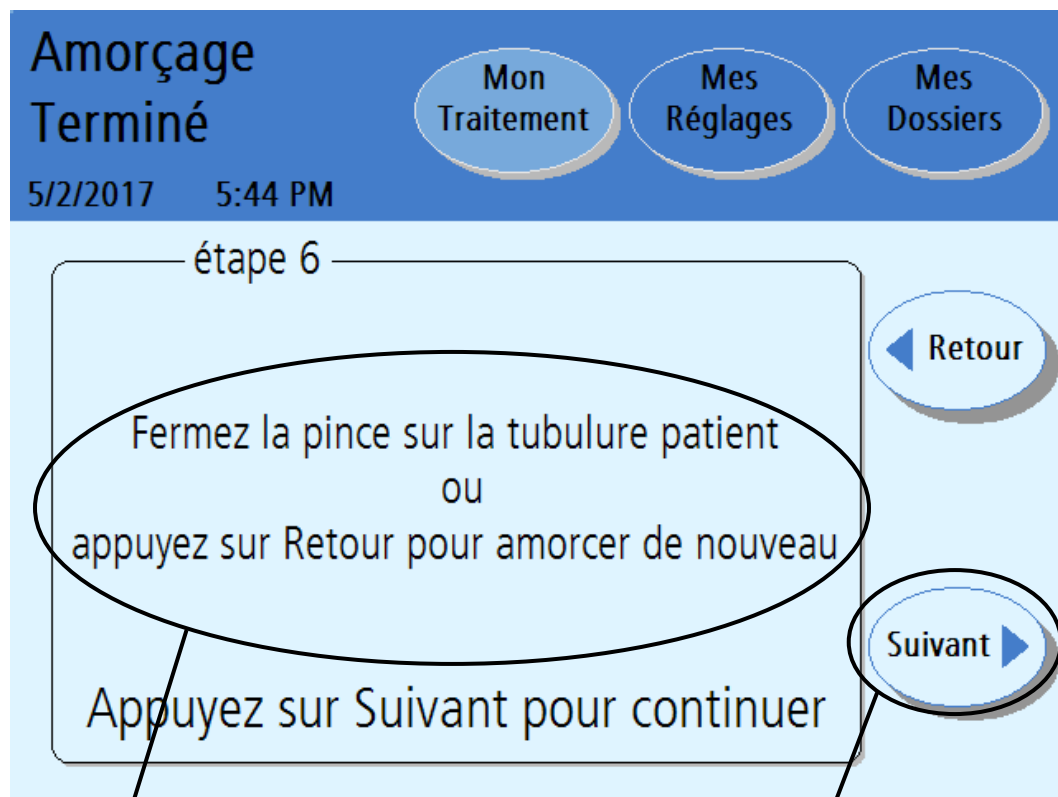 Amorçage
Terminé
5/2/2017 5:44 PM
Mon
Traitement
Mes
Réglages
Mes
Dossiers
étape 6
Fermez la pince sur la tubulure patient
ou
appuyez sur Retour pour amorcer de nouveau
Appuyez sur Suivant pour continuer
Retour
Suivant